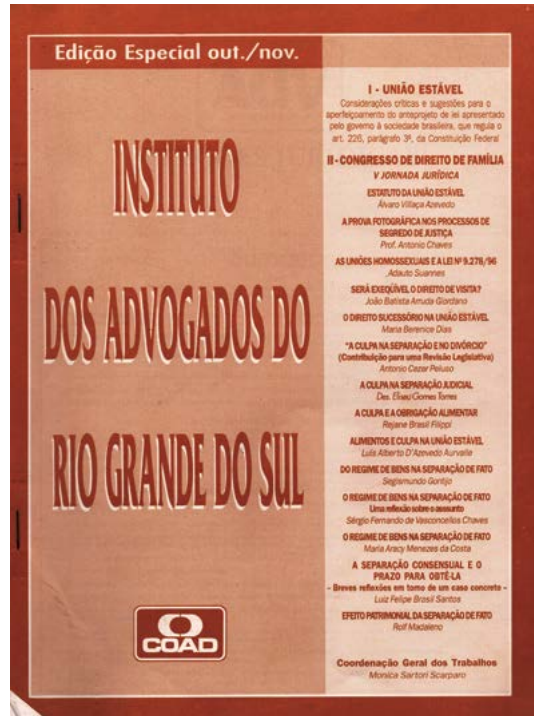 Edição Especial out./nov.
INSTITUTO
DOS ADVOGADOS DO
RIO GRANDE DO SUL
COAD
I - UNIÃO ESTÁVEL
Considerações críticas e sugestões para o
aperfeiçoamento do anteprojeto de lei apresentado
pelo governo à sociedade brasileira, que regula o
art. 226, parágrafo 3º, da Constituição Federal
II - CONGRESSO DE DIREITO DE FAMÍLIA
V JORNADA JURÍDICA
ESTATUTO DA UNIÃO ESTÁVEL
Álvaro Villaça Azevedo
A PROVA FOTOGRÁFICA NOS PROCESSOS DE
SEGREDO DE JUSTIÇA
Prof. Antonio Chaves
AS UNIÕES HOMOSSEXUAIS E A LEI Nº 9.278/96
Adauto Suannes
SERÁ EXEQÜÍVEL O DIREITO DE VISITA?
João Batista Arruda Giordano
O DIREITO SUCESSÓRIO NA UNIÃO ESTÁVEL
Maria Berenice Dias
"A CULPA NA SEPARAÇÃO E NO DIVÓRCIO"
(Contribuição para uma Revisão Legislativa)
Antonio Cezar Peluso
A CULPA NA SEPARAÇÃO JUDICIAL
Des. Eliseu Gomes Torres
A CULPA E A OBRIGAÇÃO ALIMENTAR
Rejane Brasil Filippi
ALIMENTOS E CULPA NA UNIÃO ESTÁVEL
Luís Alberto D'Azevedo Aurvalle
DO REGIME DE BENS NA SEPARAÇÃO DE FATO
Segismundo Gontijo
O REGIME DE BENS NA SEPARAÇÃO DE FATO
Uma reflexão sobre o assunto
Sérgio Fernando de Vasconcellos Chaves
O REGIME DE BENS NA SEPARAÇÃO DE FATO
Maria Aracy Menezes da Costa
A SEPARAÇÃO CONSENSUAL E O
PRAZO PARA OBTÊ-LA
- Breves reflexões em torno de um caso concreto -
Luiz Felipe Brasil Santos
EFEITO PATRIMONIAL DA SEPARAÇÃO DE FATO
Rolf Madaleno
Coordenação Geral dos Trabalhos
Monica Sartori Scarparo